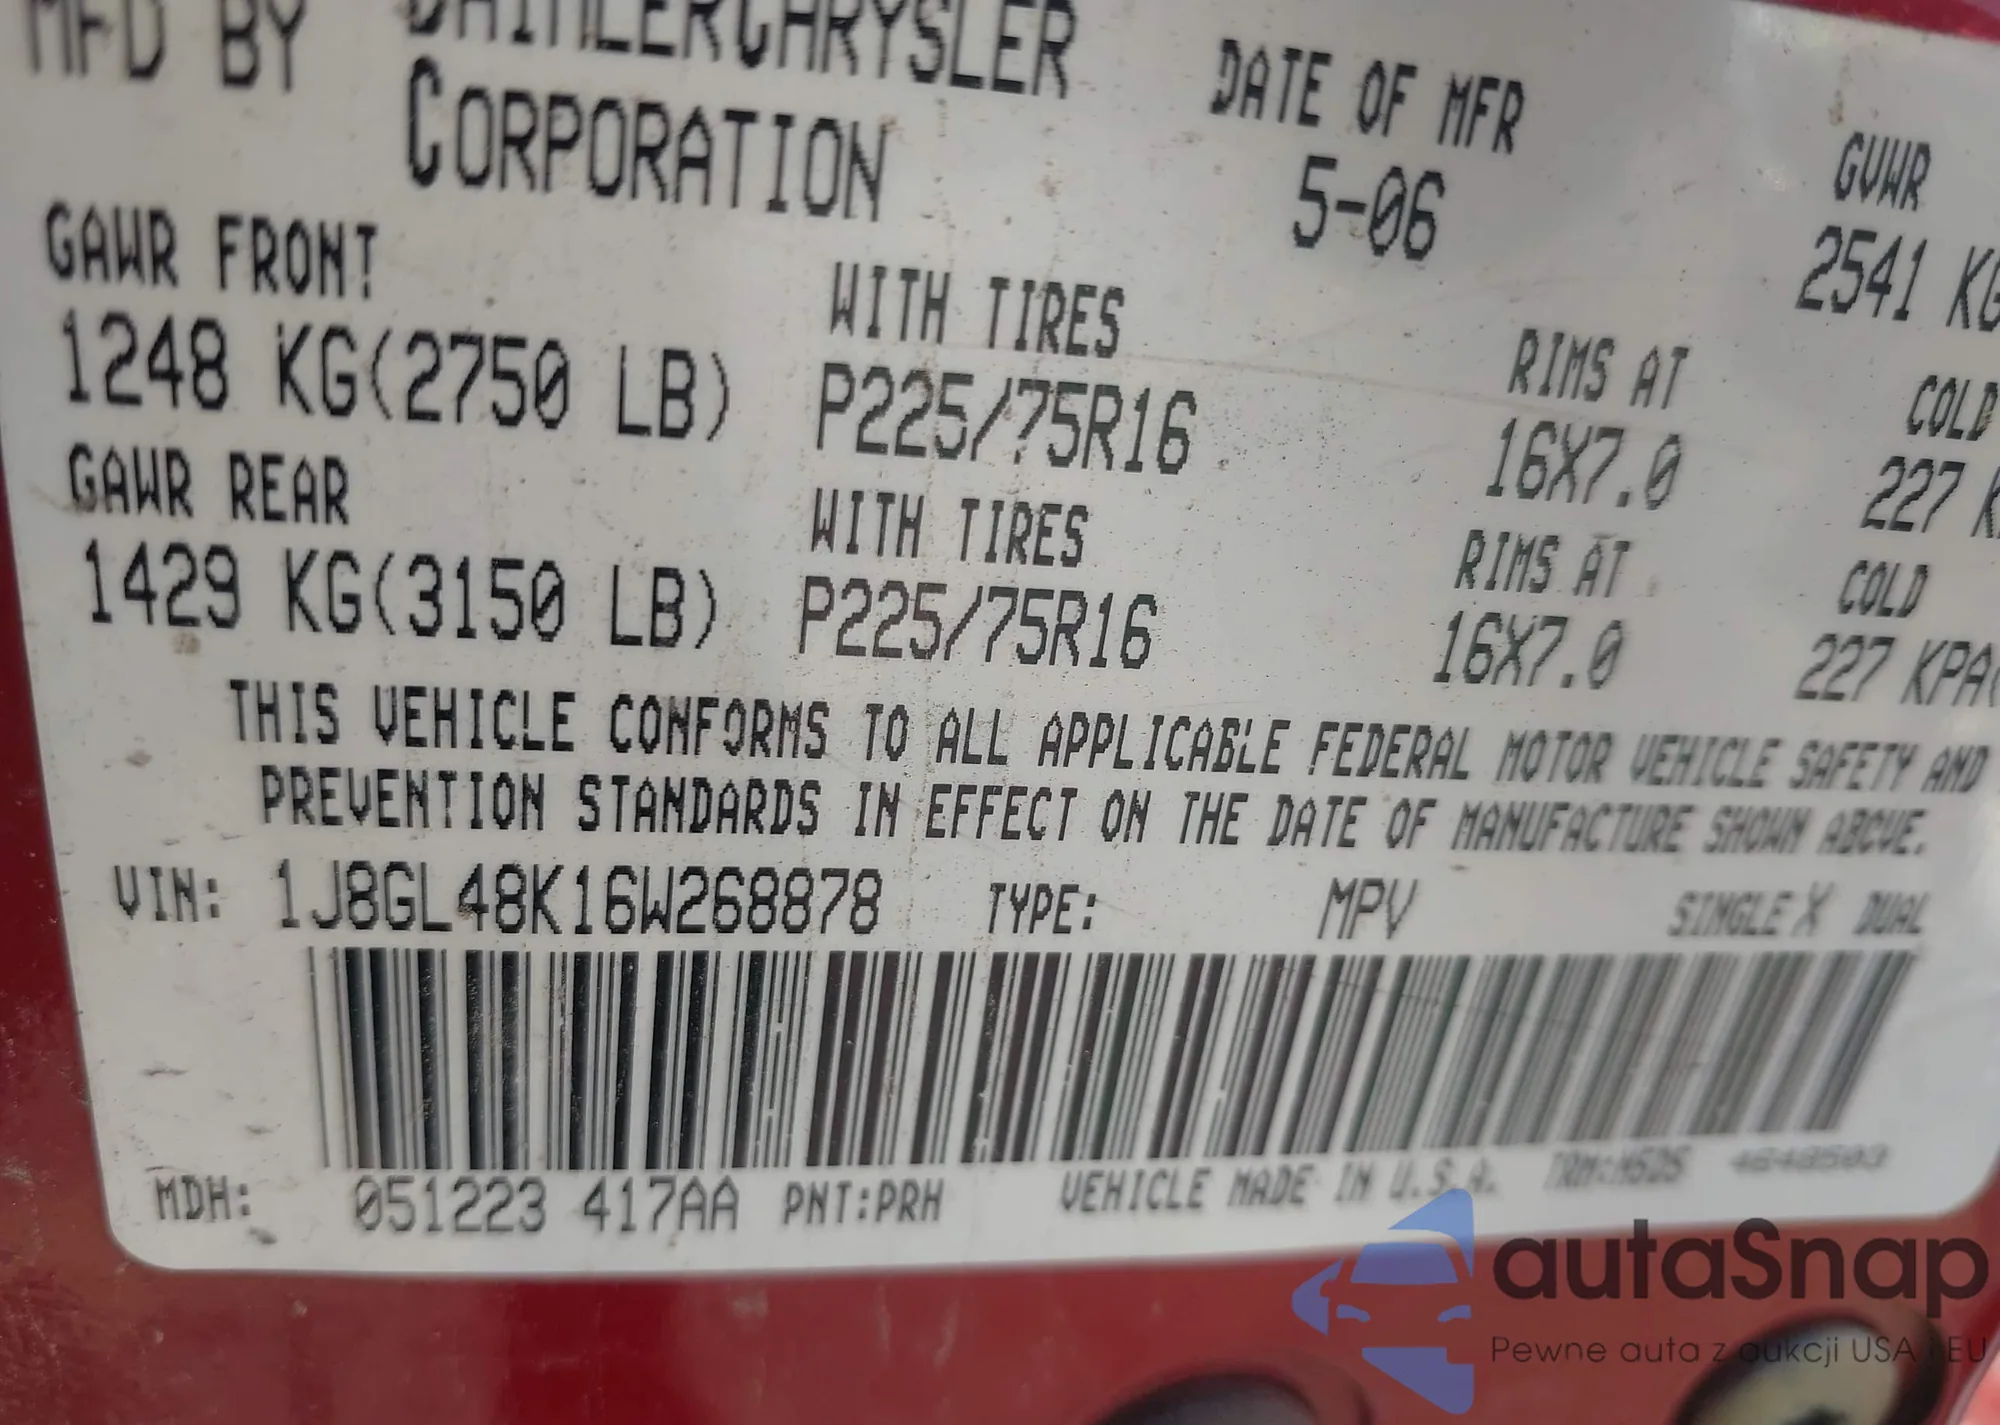 MFD BY DAIMLERCHRYSLER CORPORATION
DATE OF MFR 5-06
GVWR 2541 KG
GAWR FRONT WITH TIRES RIMS AT COLD
1248 KG(2750 LB) P225/75R16 16X7.0 227
GAWR REAR WITH TIRES RIMS AT COLD
1429 KG(3150 LB) P225/75R16 16X7.0 227 KPA(
THIS VEHICLE CONFORMS TO ALL APPLICABLE FEDERAL MOTOR VEHICLE SAFETY AND
PREVENTION STANDARDS IN EFFECT ON THE DATE OF MANUFACTURE SHOWN ABOVE.
VIN: 1J8GL48K16W268878 TYPE: MPV SINGLE X DUAL
MDH: 051223 417AA PNT:PRH VEHICLE MADE IN U.S.A. TRM:M5D5
autaSnap
Pewne auta z aukcji USA i EU